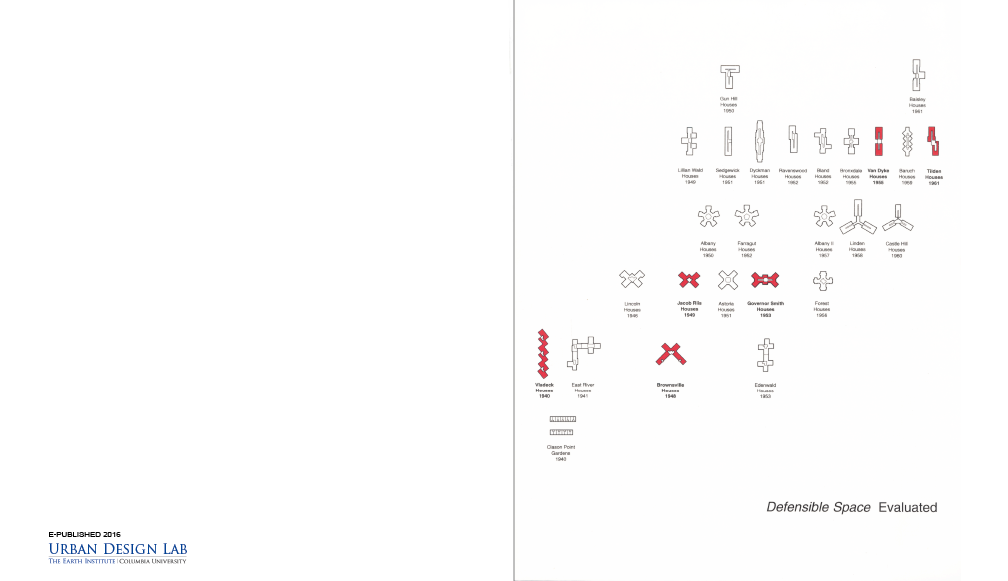 E-PUBLISHED 2016
URBAN DESIGN LAB
THE EARTH INSTITUTE | COLUMBIA UNIVERSITY
Gun Hill
Houses
1950
Baisley
Houses
1961
Lillian Wald
Houses
1949
Sedgewick
Houses
1951
Dyckman
Houses
1951
Ravenswood
Houses
1952
Bland
Houses
1952
Bronxdale
Houses
1955
Van Dyke
Houses
1955
Baruch
Houses
1959
Tilden
Houses
1961
Albany
Houses
1950
Farragut
Houses
1952
Albany II
Houses
1957
Linden
Houses
1958
Castle Hill
Houses
1960
Lincoln
Houses
1948
Jacob Riis
Houses
1949
Astoria
Houses
1951
Governor Smith
Houses
1953
Forest
Houses
1956
Vladeck
Houses
1940
East River
Houses
1941
Brownsville
Houses
1948
Edenwald
Houses
1953
Clason Point
Gardens
1940
Defensible Space Evaluated